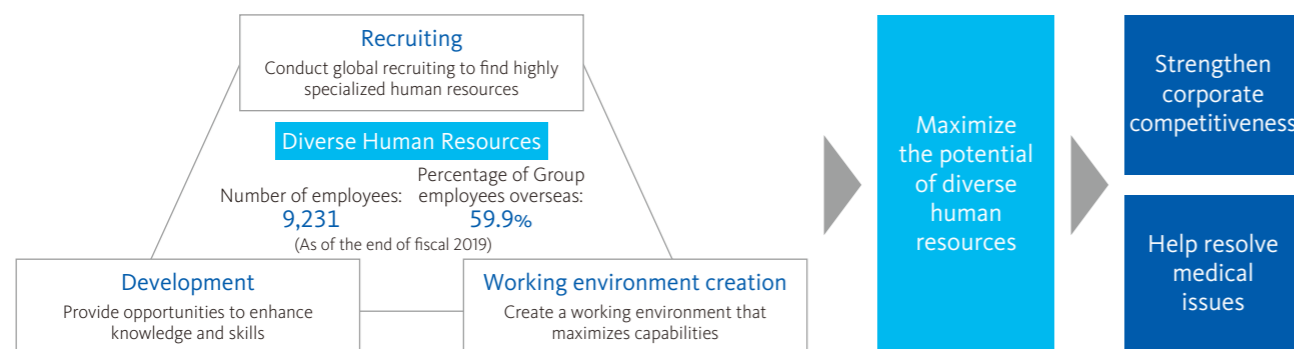 Recruiting
Conduct global recruiting to find highly
specialized human resources
Diverse Human Resources
Number of employees:
9,231
Percentage of Group
employees overseas:
59.9%
(As of the end of fiscal 2019)
Development
Provide opportunities to enhance
knowledge and skills
Working environment creation
Create a working environment that
maximizes capabilities
Maximize
the potential
of diverse
human
resources
Strengthen
corporate
competitiveness
Help resolve
medical
issues